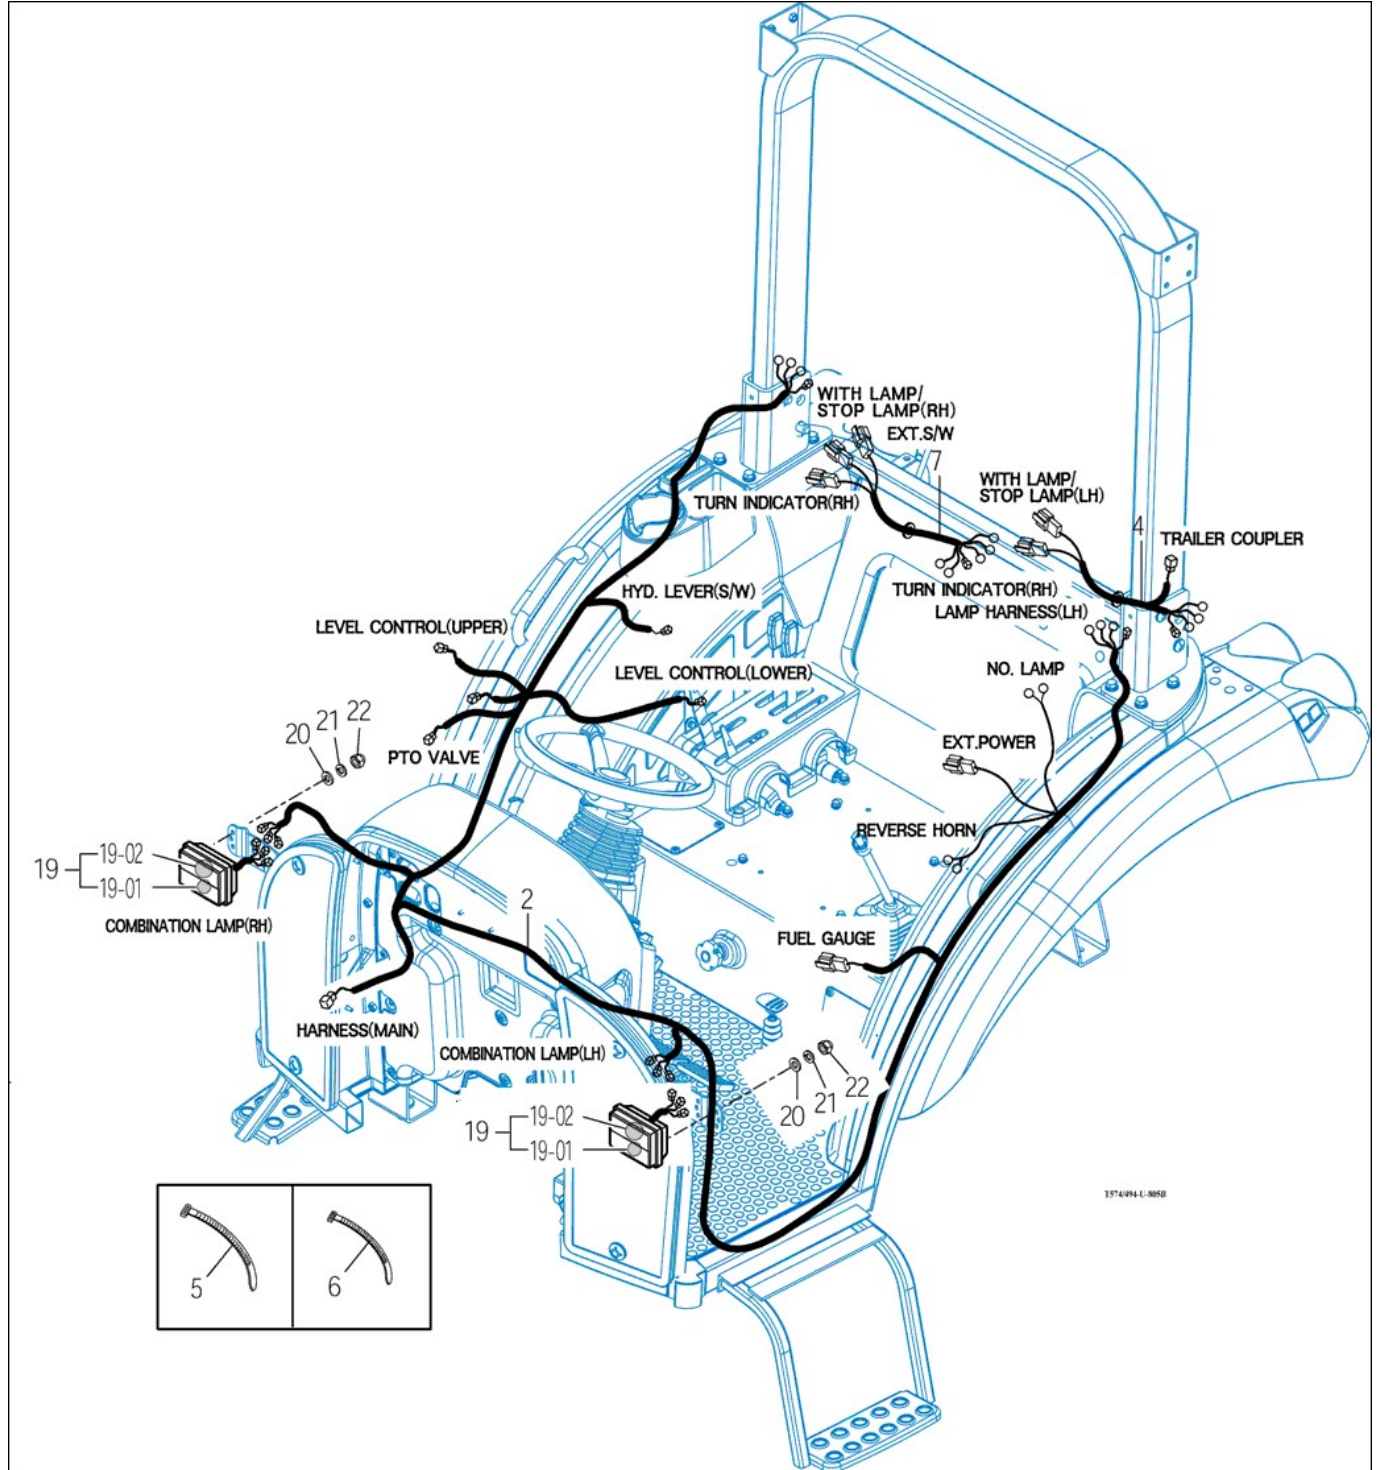 WITH LAMP/
STOP LAMP(RH)
EXT.S/W
7
WITH LAMP/
STOP LAMP(LH)
TURN INDICATOR(RH)
4
TRAILER COUPLER
HYD. LEVER(S/W)
TURN INDICATOR(RH)
LAMP HARNESS(LH)
LEVEL CONTROL(UPPER)
LEVEL CONTROL(LOWER)
NO. LAMP
20 21 22
PTO VALVE
EXT.POWER
REVERSE HORN
19
19-02
19-01
COMBINATION LAMP(RH)
2
FUEL GAUGE
HARNESS(MAIN)
COMBINATION LAMP(LH)
20 21 22
19
19-02
19-01
5
6
T574/494-U-805B